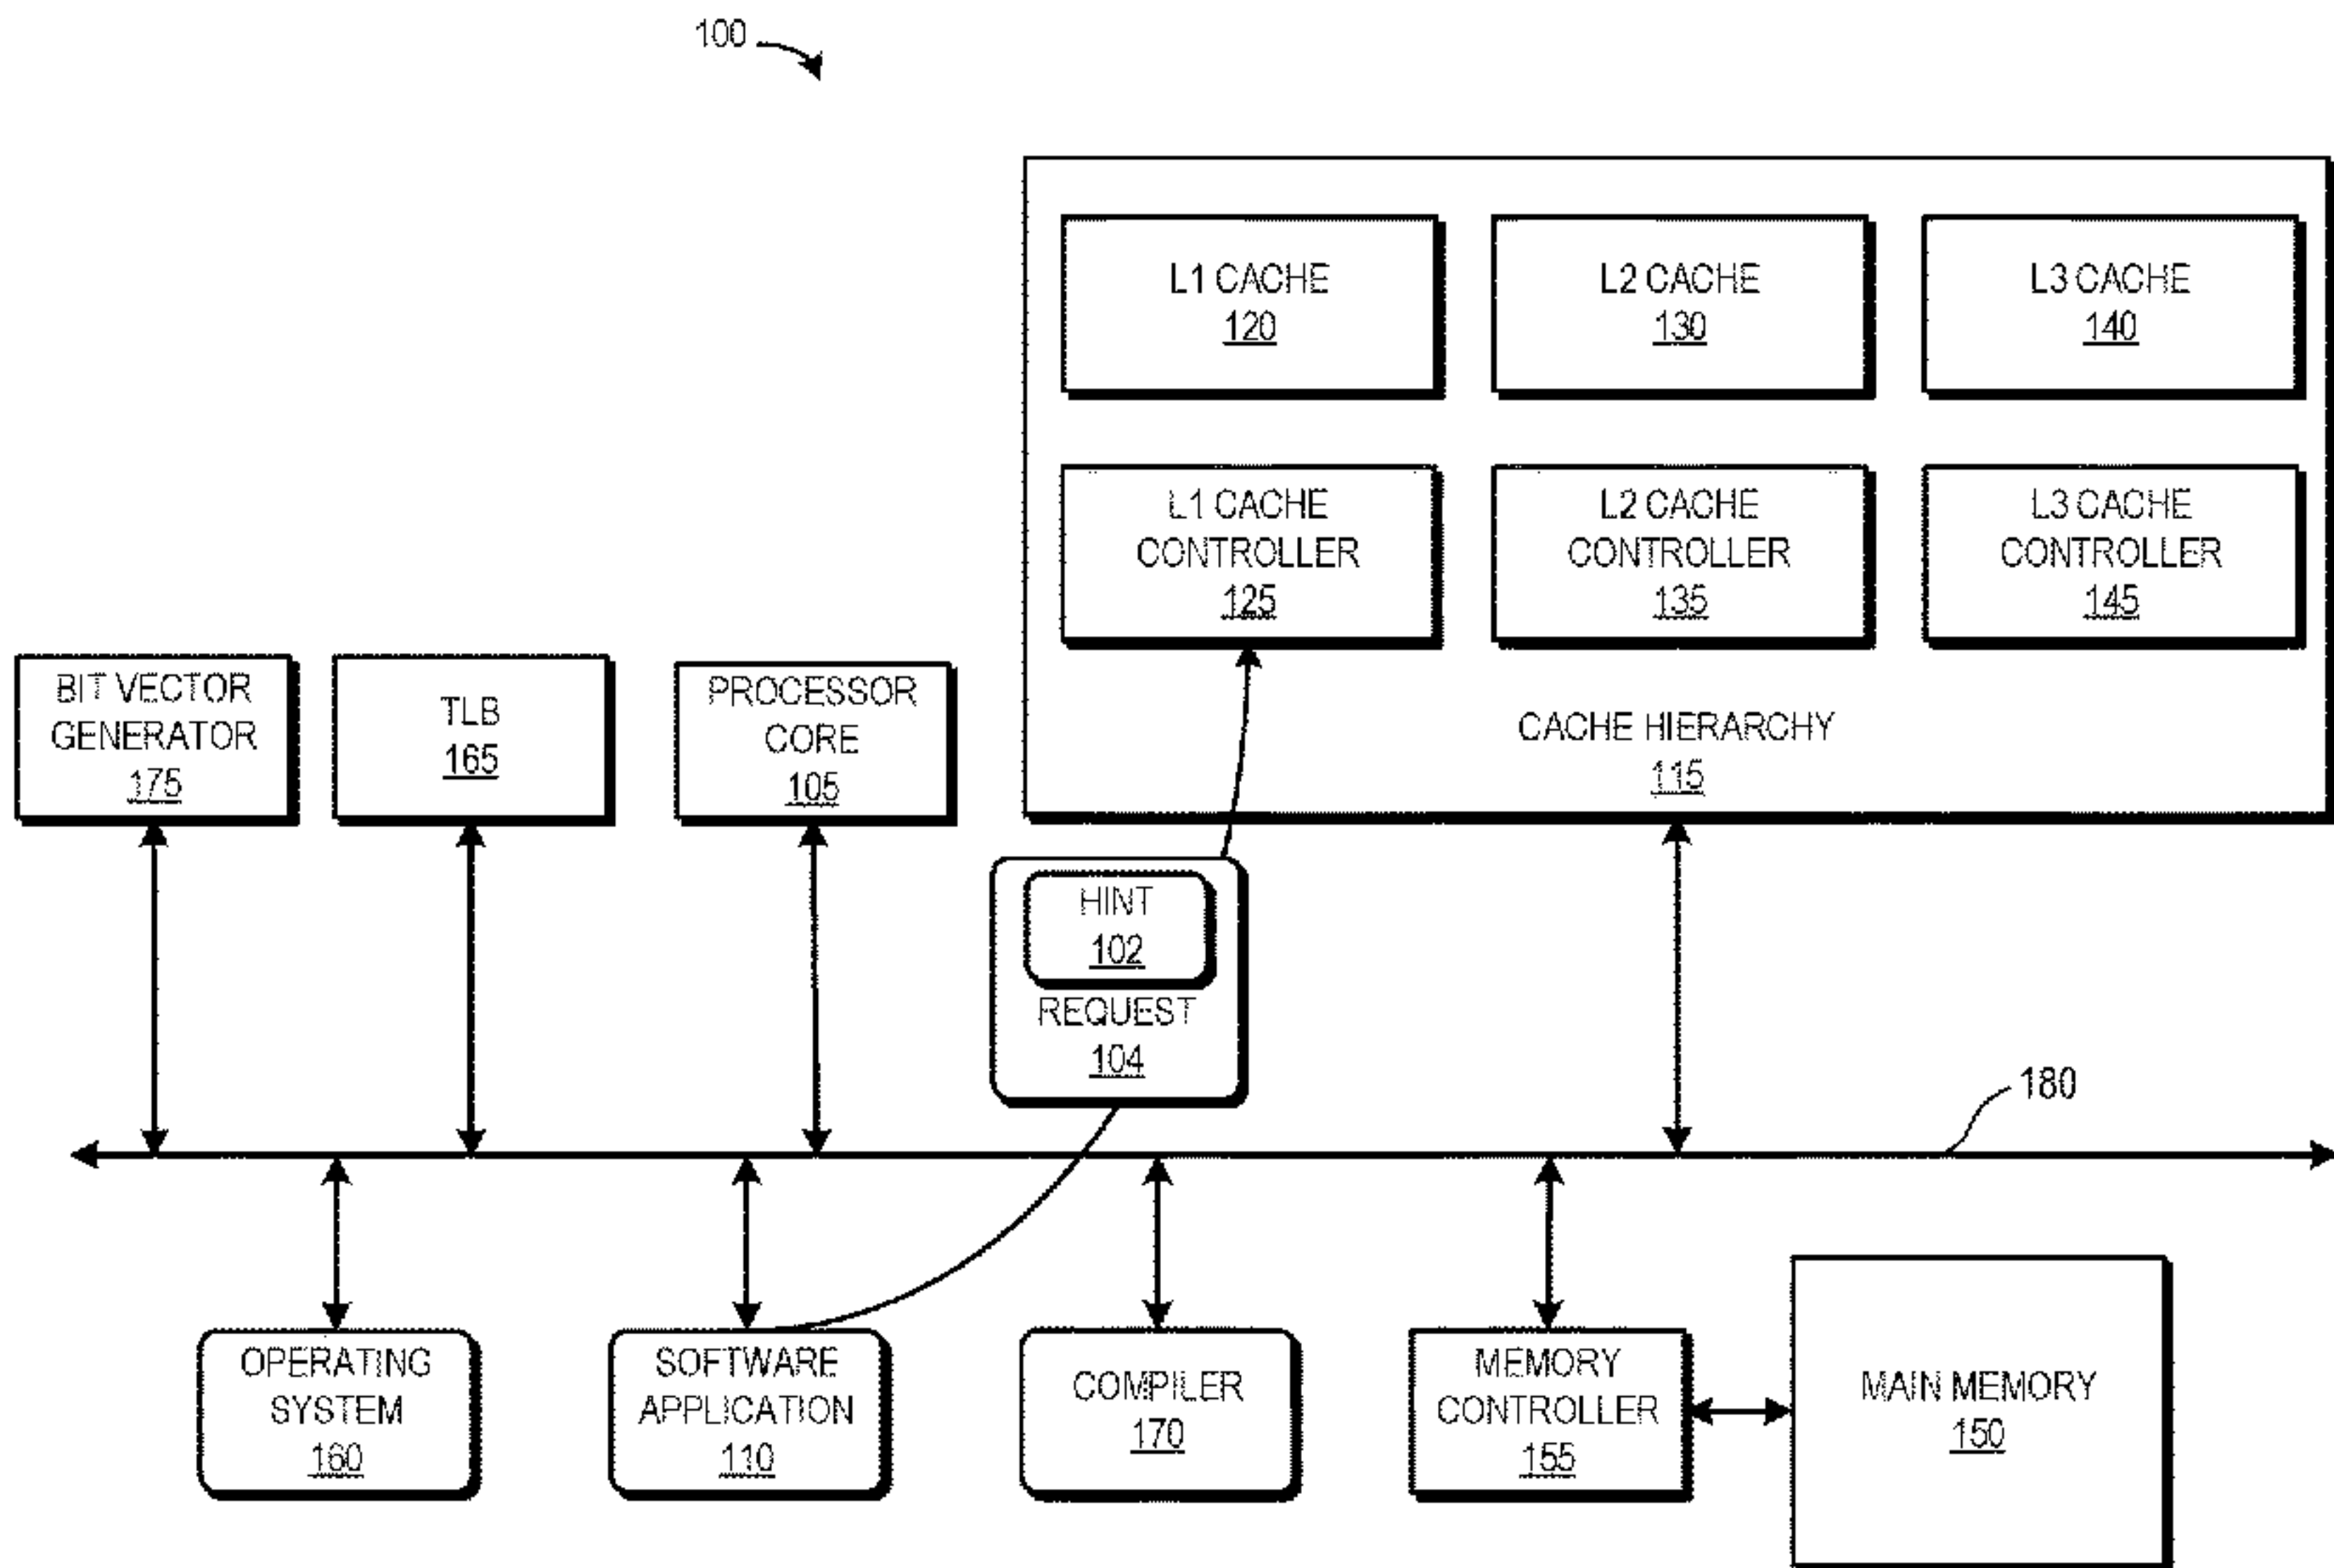 100
L1 CACHE
120
L2 CACHE
130
L3 CACHE
140
L1 CACHE
CONTROLLER
125
L2 CACHE
CONTROLLER
135
L3 CACHE
CONTROLLER
145
CACHE HIERARCHY
115
BIT VECTOR
GENERATOR
175
TLB
165
PROCESSOR
CORE
105
HINT
102
REQUEST
104
180
OPERATING
SYSTEM
160
SOFTWARE
APPLICATION
110
COMPILER
170
MEMORY
CONTROLLER
155
MAIN MEMORY
150